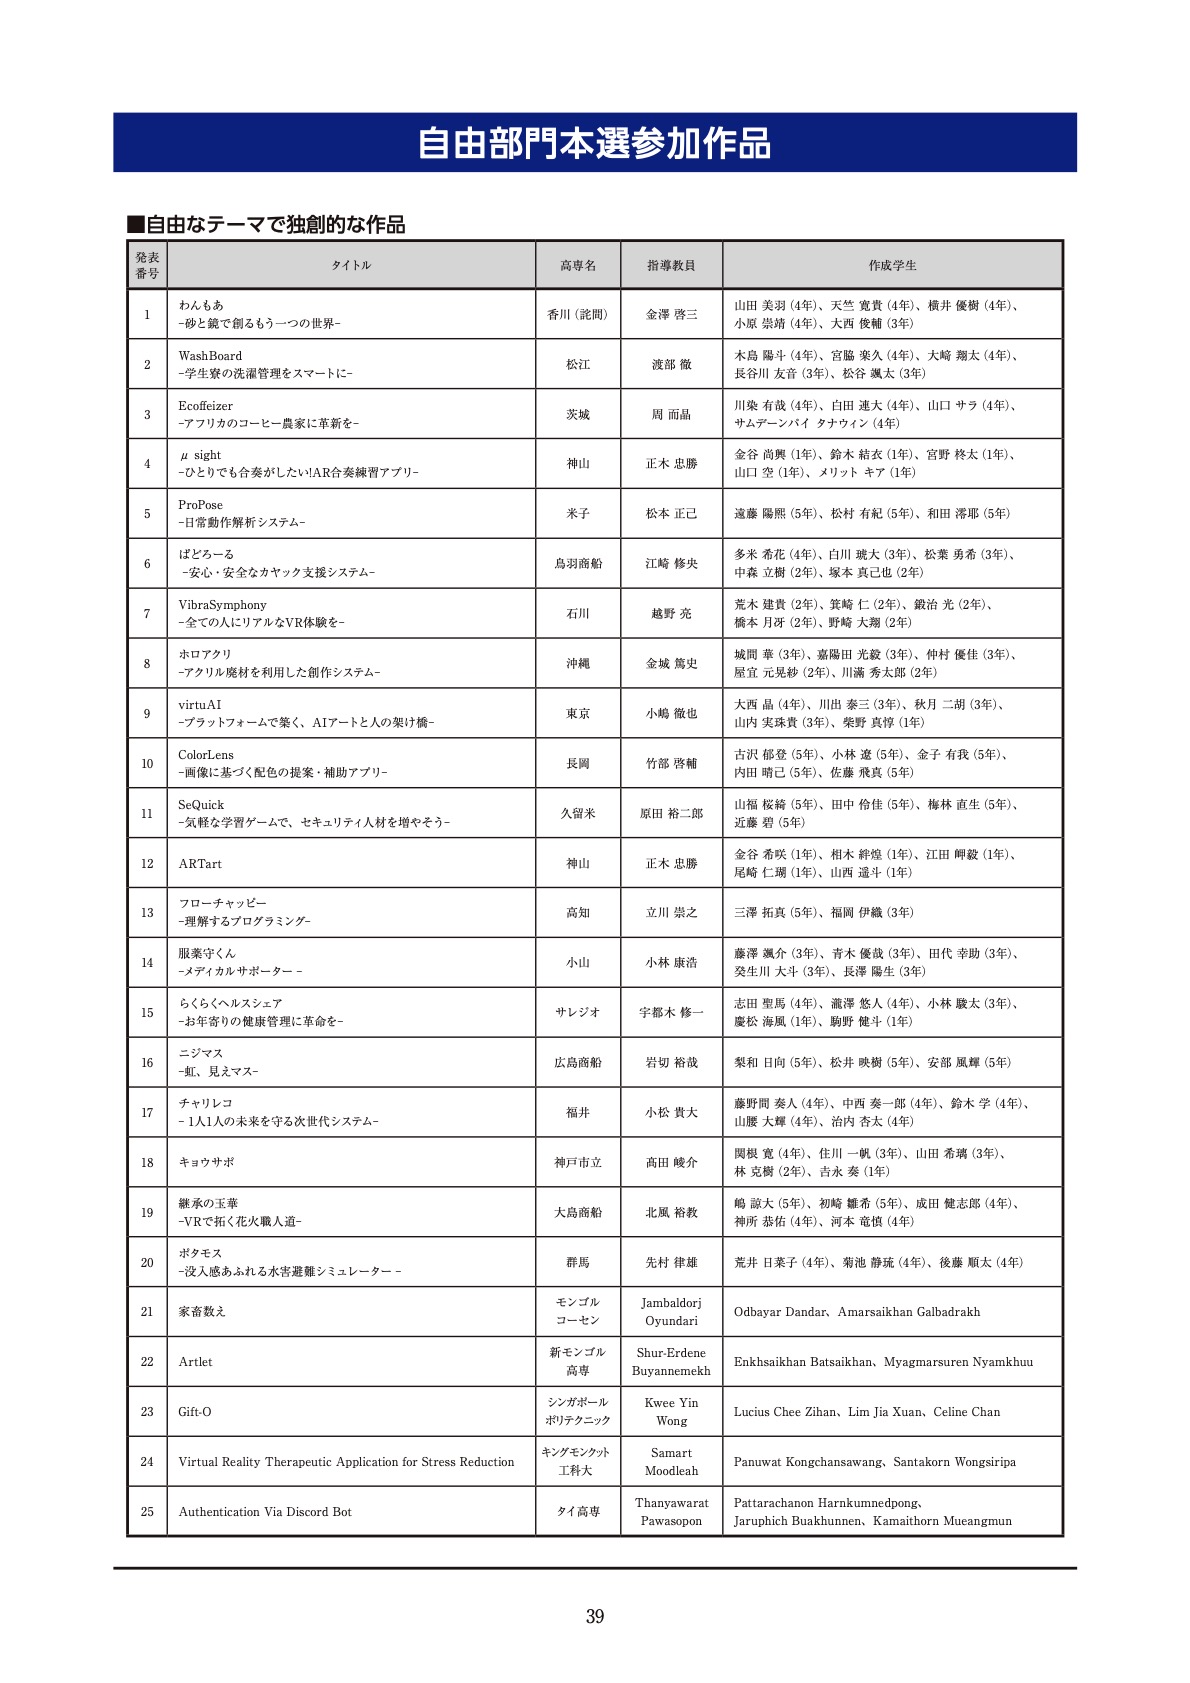 自由部門本選参加作品
■自由なテーマで独創的な作品
発表
番号
タイトル
高専名
指導教員
作成学生
1
わんもあ
-砂と鏡で創るもう一つの世界-
香川（詫間）
金澤 啓三
山田 美羽（4年）、天竺 寛貴（4年）、横井 優樹（4年）、
小原 崇靖（4年）、大西 俊輔（3年）
2
WashBoard
-学生寮の洗濯管理をスマートに-
松江
渡部 徹
木島 陽斗（4年）、宮脇 楽久（4年）、大﨑 翔太（4年）、
長谷川 友音（3年）、松谷 颯太（3年）
3
Ecoffeizer
-アフリカのコーヒー農家に革新を-
茨城
周 而晶
川染 有哉（4年）、白田 連大（4年）、山口 サラ（4年）、
サムデーンパイ タナウィン（4年）
4
μ sight
-ひとりでも合奏がしたい!AR合奏練習アプリ-
神山
正木 忠勝
金谷 尚興（1年）、鈴木 結衣（1年）、宮野 柊太（1年）、
山口 空（1年）、メリット キア（1年）
5
ProPose
-日常動作解析システム-
米子
松本 正己
遠藤 陽熙（5年）、松村 有紀（5年）、和田 澪耶（5年）
6
ぱどろーる
-安心・安全なカヤック支援システム-
鳥羽商船
江崎 修央
多米 希花（4年）、白川 琥大（3年）、松葉 勇希（3年）、
中森 立樹（2年）、塚本 真己也（2年）
7
VibraSymphony
-全ての人にリアルなVR体験を-
石川
越野 亮
荒木 建貴（2年）、箕崎 仁（2年）、鍛治 光（2年）、
橋本 月冴（2年）、野崎 大翔（2年）
8
ホロアクリ
-アクリル廃材を利用した創作システム-
沖縄
金城 篤史
城間 華（3年）、嘉陽田 光毅（3年）、仲村 優佳（3年）、
屋宜 元晃紗（2年）、川満 秀太郎（2年）
9
virtuAI
-プラットフォームで築く、AIアートと人の架け橋-
東京
小嶋 徹也
大西 晶（4年）、川出 泰三（3年）、秋月 二胡（3年）、
山内 実珠貴（3年）、柴野 真惇（1年）
10
ColorLens
-画像に基づく配色の提案・補助アプリ-
長岡
竹部 啓輔
古沢 郁登（5年）、小林 遼（5年）、金子 有我（5年）、
内田 晴己（5年）、佐藤 飛真（5年）
11
SeQuick
-気軽な学習ゲームで、セキュリティ人材を増やそう-
久留米
原田 裕二郎
山福 桜綺（5年）、田中 伶佳（5年）、梅林 直生（5年）、
近藤 碧（5年）
12
ARTart
神山
正木 忠勝
金谷 希咲（1年）、相木 絆煌（1年）、江田 岬毅（1年）、
尾崎 仁瑚（1年）、山西 遥斗（1年）
13
フローチャッピー
-理解するプログラミング-
高知
立川 崇之
三澤 拓真（5年）、福岡 伊織（3年）
14
服薬守くん
-メディカルサポーター -
小山
小林 康浩
藤澤 颯介（3年）、青木 優哉（3年）、田代 幸助（3年）、
癸生川 大斗（3年）、長澤 陽生（3年）
15
らくらくヘルスシェア
-お年寄りの健康管理に革命を-
サレジオ
宇都木 修一
志田 聖馬（4年）、瀧澤 悠人（4年）、小林 駿太（3年）、
慶松 海風（1年）、駒野 健斗（1年）
16
ニジマス
-虹、見えマス-
広島商船
岩切 裕哉
梨和 日向（5年）、松井 映樹（5年）、安部 風輝（5年）
17
チャリレコ
- 1人1人の未来を守る次世代システム-
福井
小松 貴大
藤野間 奏人（4年）、中西 奏一郎（4年）、鈴木 学（4年）、
山腰 大輝（4年）、治内 杏太（4年）
18
キョウサポ
神戸市立
髙田 崚介
関根 寛（4年）、住川 一帆（3年）、山田 希璃（3年）、
林 克樹（2年）、吉永 奏（1年）
19
継承の玉華
-VRで拓く花火職人道-
大島商船
北風 裕教
嶋 諒大（5年）、初崎 雛希（5年）、成田 健志郎（4年）、
神所 恭佑（4年）、河本 竜慎（4年）
20
ポタモス
-没入感あふれる水害避難シミュレーター -
群馬
先村 律雄
荒井 日菜子（4年）、菊池 静琉（4年）、後藤 順太（4年）
21
家畜数え
モンゴル
コーセン
Jambaldorj
Oyundari
Odbayar Dandar、Amarsaikhan Galbadrakh
22
Artlet
新モンゴル
高専
Shur-Erdene
Buyannemekh
Enkhsaikhan Batsaikhan、Myagmarsuren Nyamkhuu
23
Gift-O
シンガポール
ポリテクニック
Kwee Yin
Wong
Lucius Chee Zihan、Lim Jia Xuan、Celine Chan
24
Virtual Reality Therapeutic Application for Stress Reduction
キングモンクット
工科大
Samart
Moodleah
Panuwat Kongchansawang、Santakorn Wongsiripa
25
Authentication Via Discord Bot
タイ高専
Thanyawarat
Pawasopon
Pattarachanon Harnkumnedpong、
Jaruphich Buakhunnen、Kamaithorn Mueangmun
39